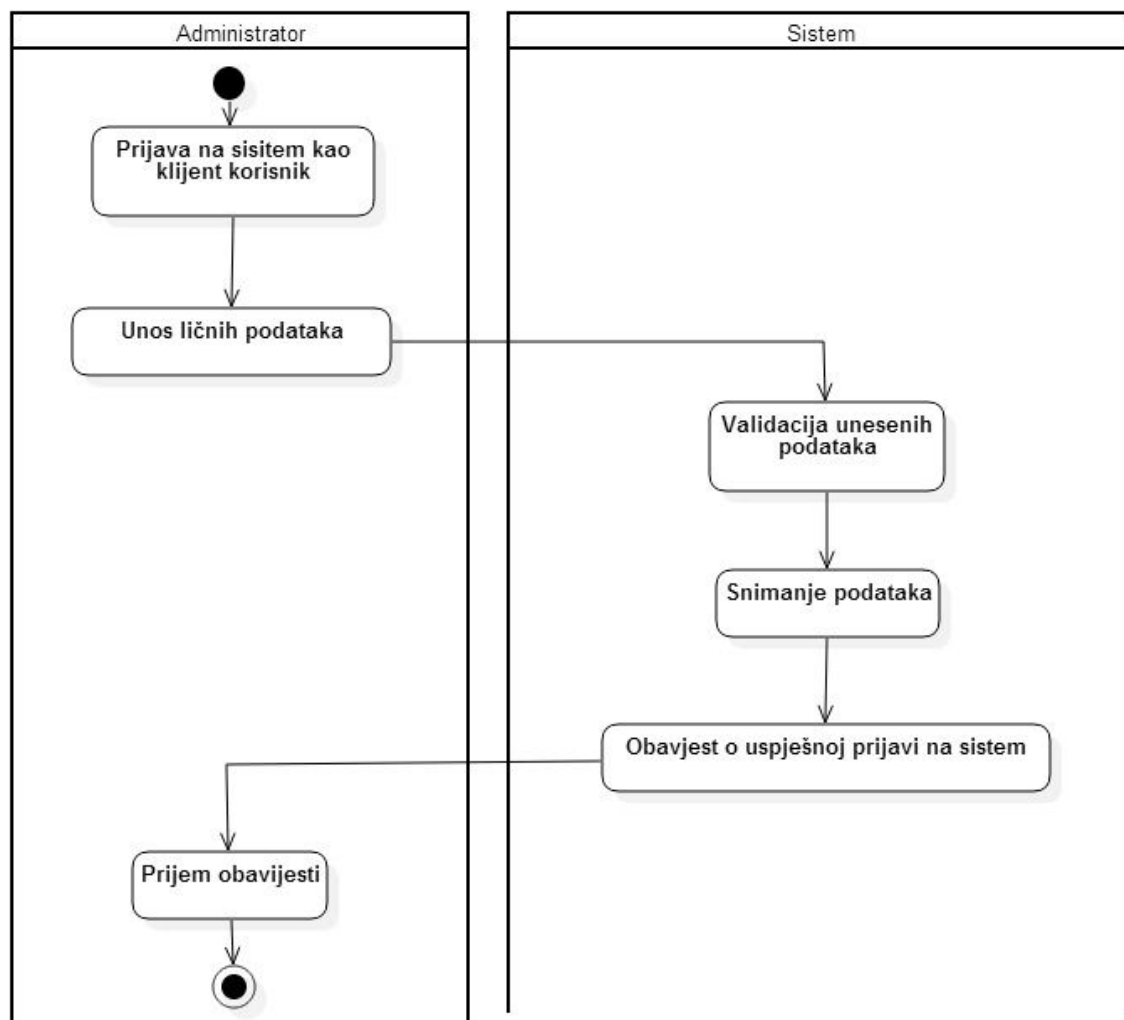 Administrator
Sistem
Prijava na sisitem kao
klijent korisnik
Unos ličnih podataka
Validacija unesenih
podataka
Snimanje podataka
Obavjest o uspješnoj prijavi na sistem
Prijem obavijesti